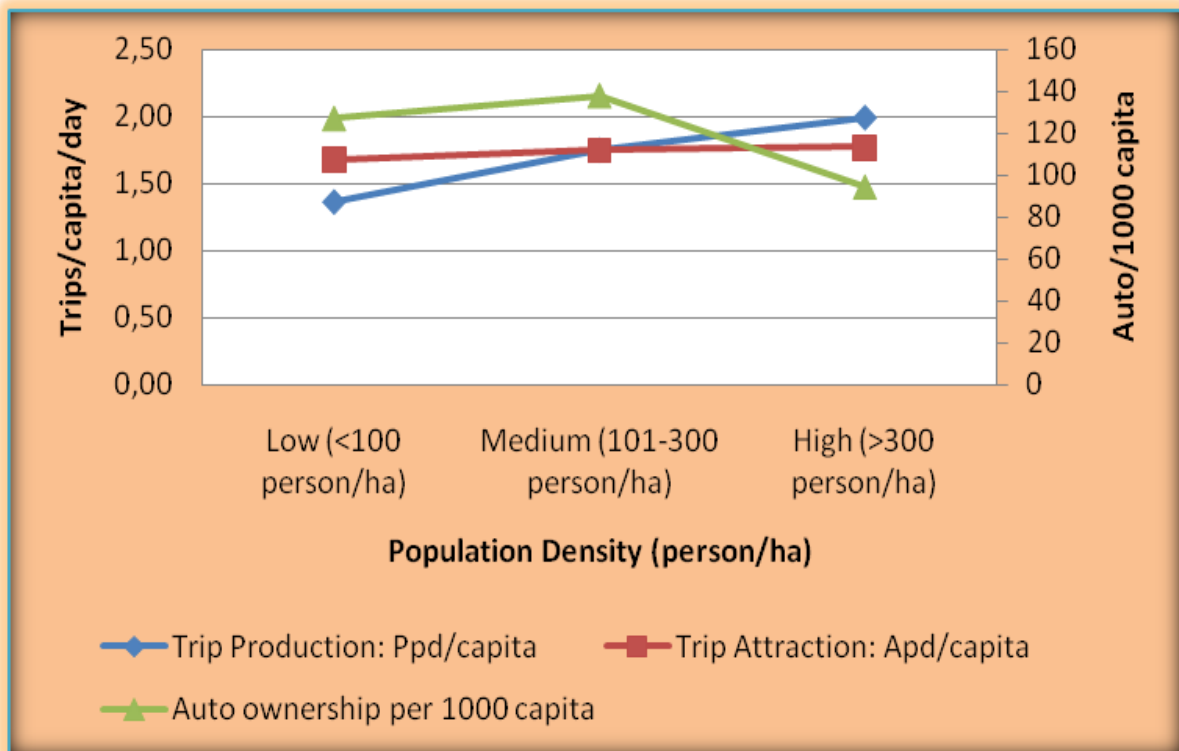 Trips/capita/day
2,50
2,00
1,50
1,00
0,50
0,00
160
140
120
100
80
60
40
20
0
Auto/1000 capita
Low (<100
person/ha)
Medium (101-300
person/ha)
High (>300
person/ha)
Population Density (person/ha)
Trip Production: Ppd/capita
Trip Attraction: Apd/capita
Auto ownership per 1000 capita